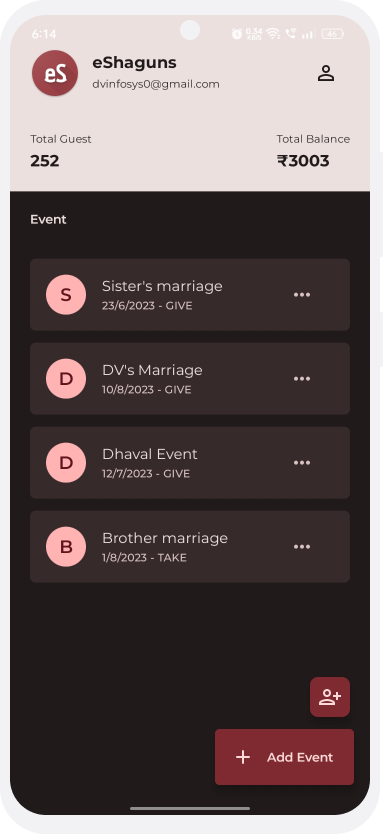 6:14
0.34
KB/s
46
eS
eShaguns
dvinfosys0@gmail.com
Total Guest
Total Balance
252
₹3003
Event
S
Sister's marriage
23/6/2023 - GIVE
D
DV's Marriage
10/8/2023 - GIVE
D
Dhaval Event
12/7/2023 - GIVE
B
Brother marriage
1/8/2023 - TAKE
Add Event